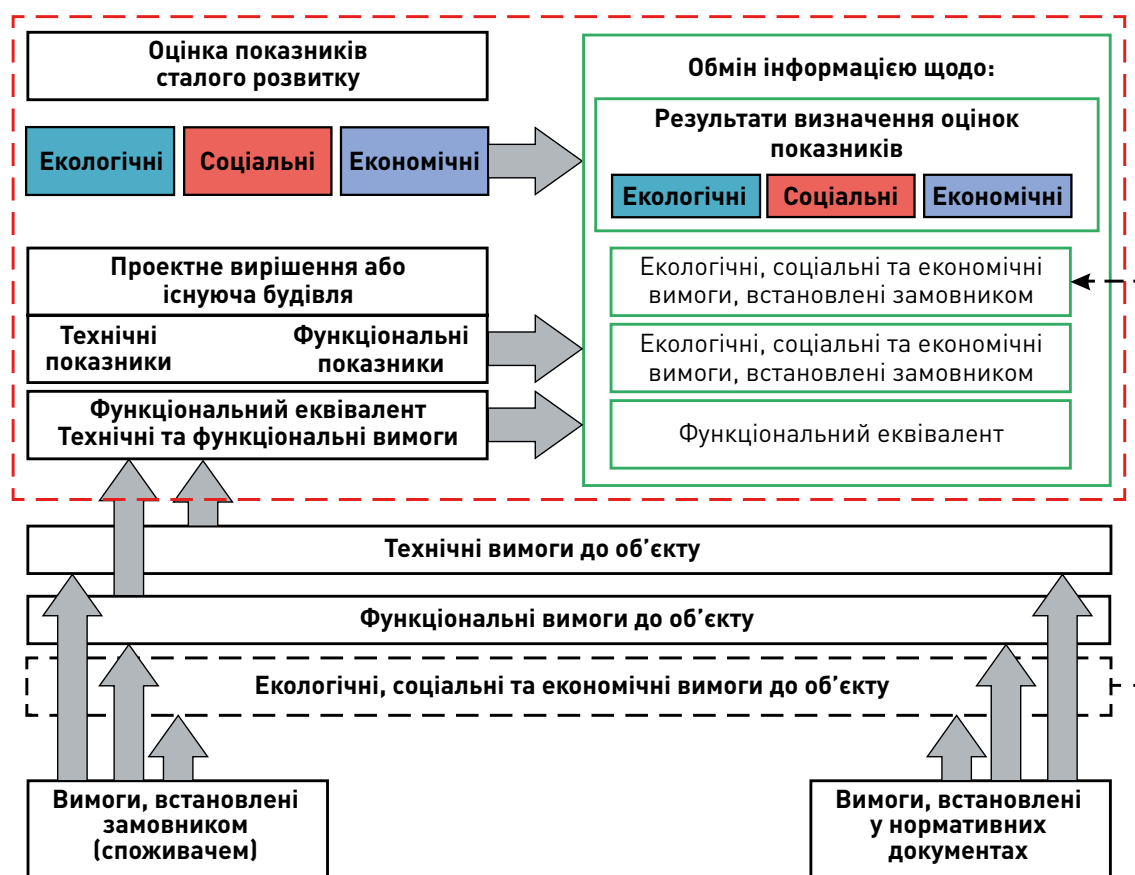 Оцінка показників
сталого розвитку
Екологічні
Соціальні
Економічні
Обмін інформацією щодо:
Результати визначення оцінок
показників
Екологічні
Соціальні
Економічні
Проектне вирішення або
існуюча будівля
Технічні
показники
Функціональні
показники
Екологічні, соціальні та економічні
вимоги, встановлені замовником
Екологічні, соціальні та економічні
вимоги, встановлені замовником
Функціональний еквівалент
Технічні та функціональні вимоги
Функціональний еквівалент
Технічні вимоги до об’єкту
Функціональні вимоги до об’єкту
Екологічні, соціальні та економічні вимоги до об’єкту
Вимоги, встановлені
замовником
(споживачем)
Вимоги, встановлені
у нормативних
документах